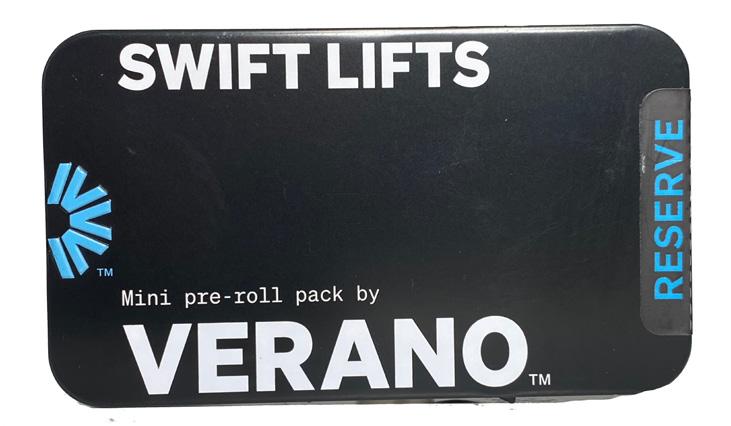 SWIFT LIFTS
RESERVE
TM
Mini pre-roll pack by
VERANO TM